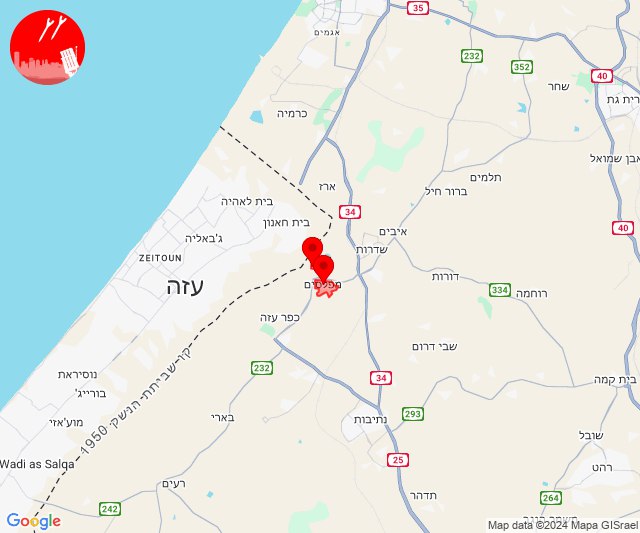 35
אגמים
232
352
40
שחר
קרית גת
כרמיה
אבן שמואל
תלמים
ארז
ברור חיל
בית לאהיה
34
בית חאנון
40
ג'באליה
איבים
שדרות
ZEITOUN
דורות
עזה
מפלסים
334
רוחמה
כפר עזה
שבי דרום
232
נוסיראת
34
בית קמה
בורייג'
קו שביתת הנשק 1950
293
בארי
נתיבות
מוע'אזי
שובל
Wadi as Salqa
25
רהט
רעים
תדהר
264
242
Google
Map data ©2024 Mapa GISrael